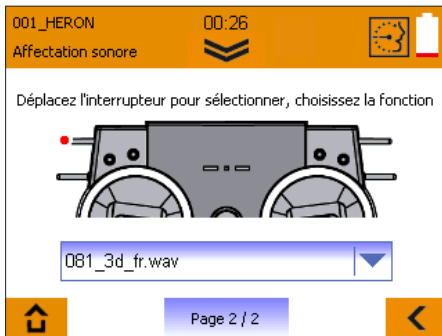 001_HERON
00:26
Affectation sonore
Déplacez l'interrupteur pour sélectionner, choisissez la fonction
081_3d_fr.wav
Page 2 / 2